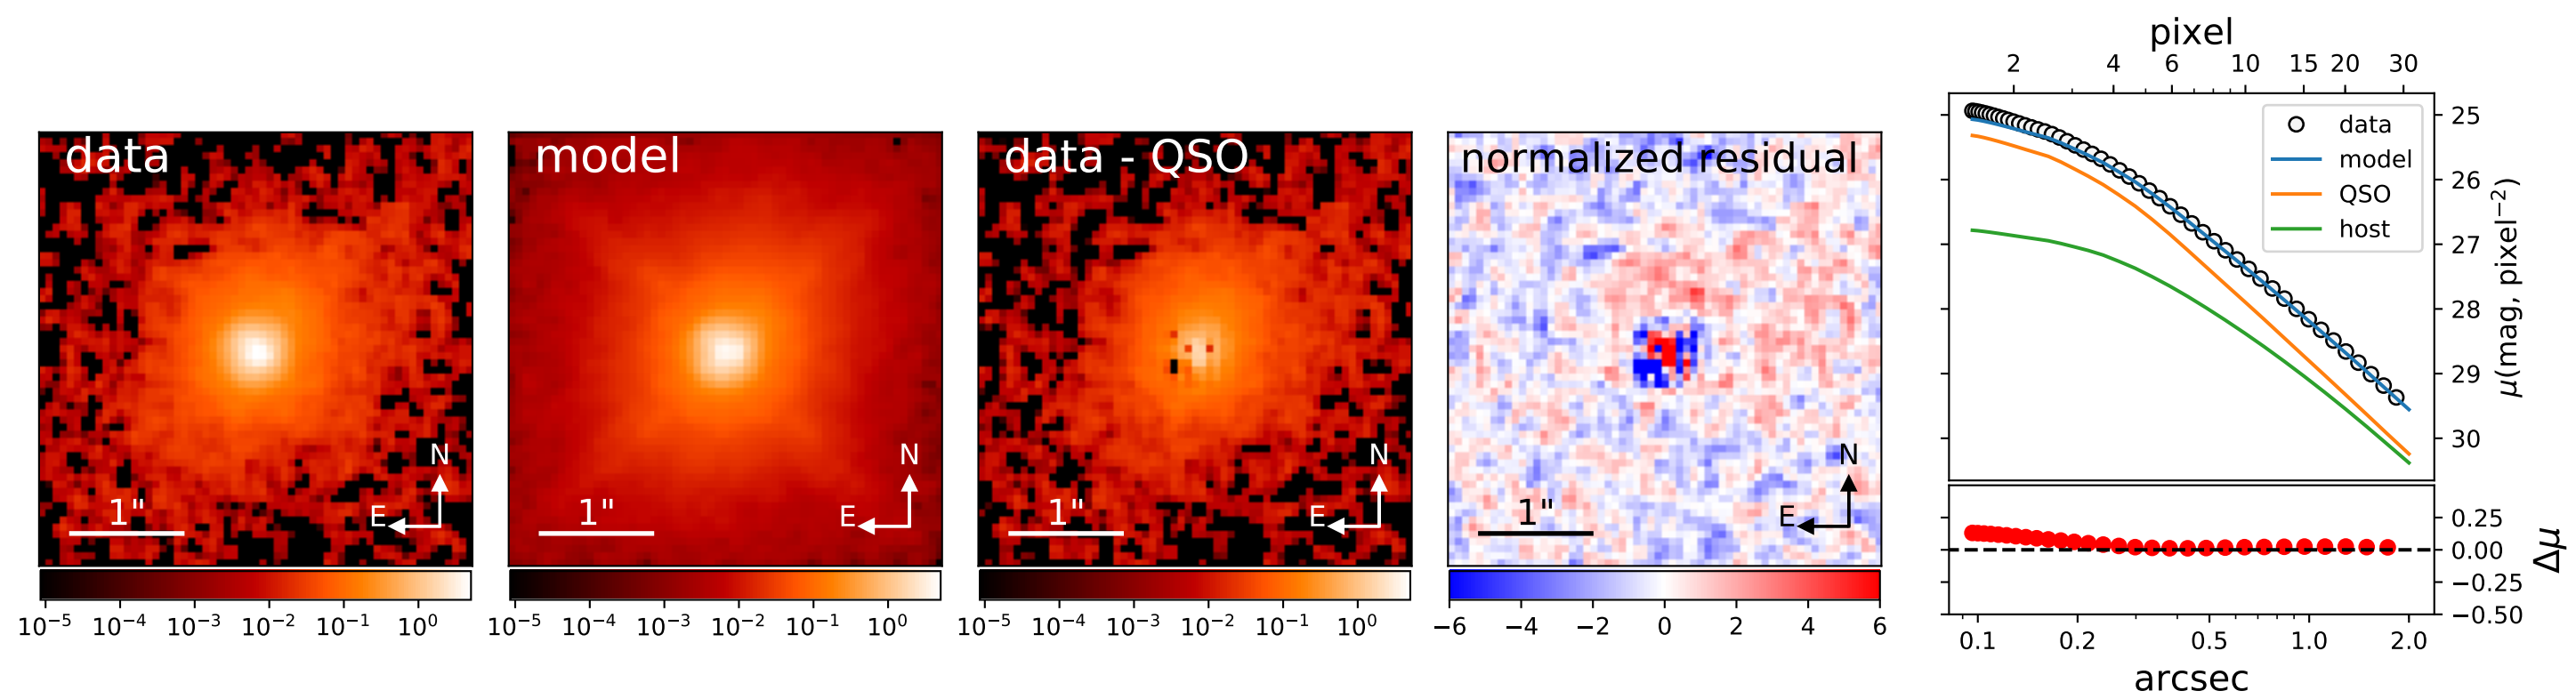 data
N
E
1"
10⁻⁵ 10⁻⁴ 10⁻³ 10⁻² 10⁻¹ 10⁰
model
N
E
1"
10⁻⁵ 10⁻⁴ 10⁻³ 10⁻² 10⁻¹ 10⁰
data - QSO
N
E
1"
10⁻⁵ 10⁻⁴ 10⁻³ 10⁻² 10⁻¹ 10⁰
normalized residual
N
E
1"
−6 −4 −2 0 2 4 6
pixel
2 4 6 10 15 20 30
data
model
QSO
host
25
26
27
28
29
30
μ(mag, pixel⁻²)
0.25
0.00
−0.25
−0.50
Δμ
0.1 0.2 0.5 1.0 2.0
arcsec